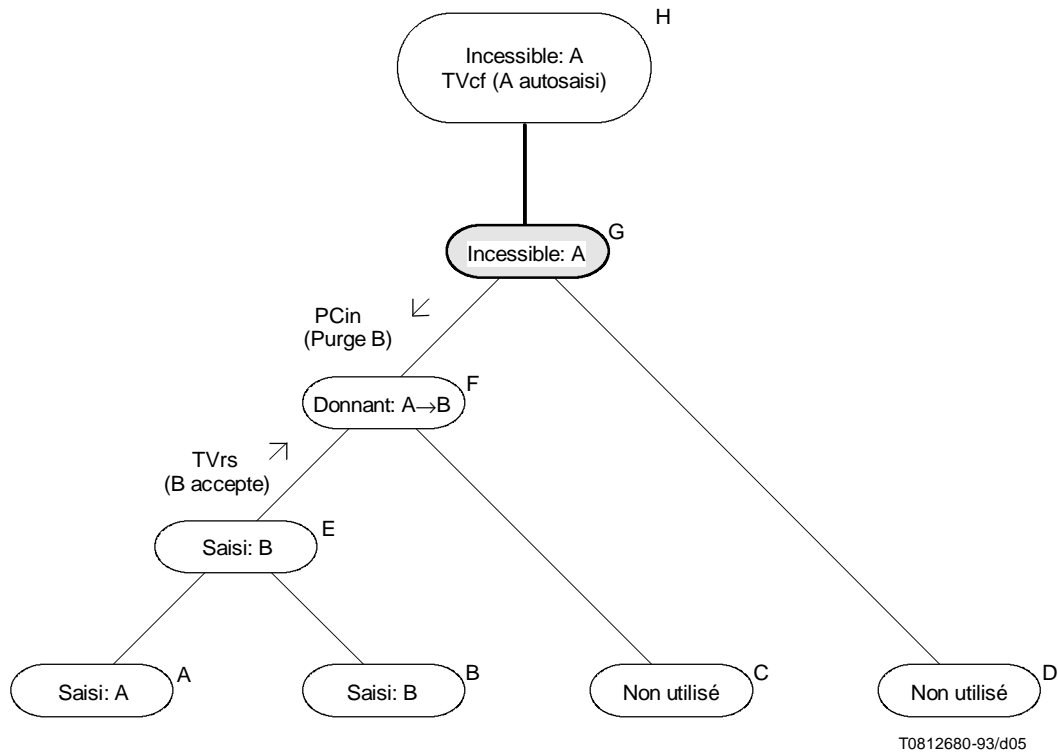 H
Incessible: A
TVcf (A autosaisi)
G
Incessible: A
PCin
(Purge B)
F
Donnant: A→B
TVrs
(B accepte)
E
Saisi: B
A
Saisi: A
B
Saisi: B
C
Non utilisé
D
Non utilisé
T0812680-93/d05